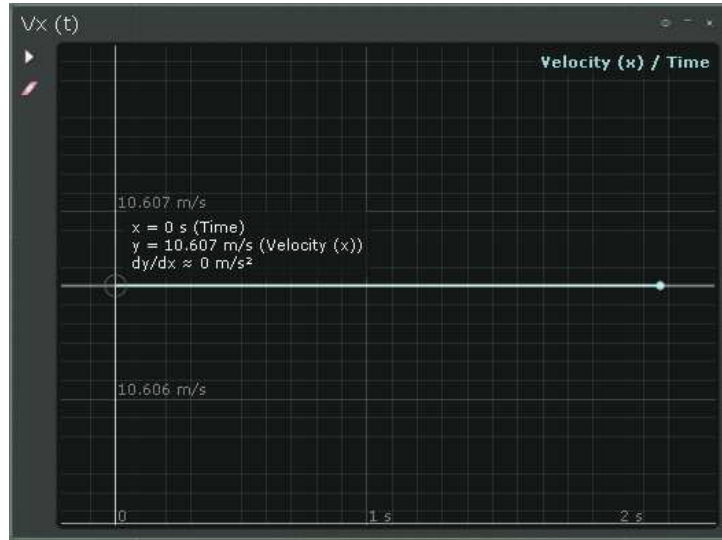 Vx (t)
Velocity (x) / Time
10.607 m/s
x = 0 s (Time)
y = 10.607 m/s (Velocity (x))
dy/dx ≈ 0 m/s²
10.606 m/s
0
1 s
2 s